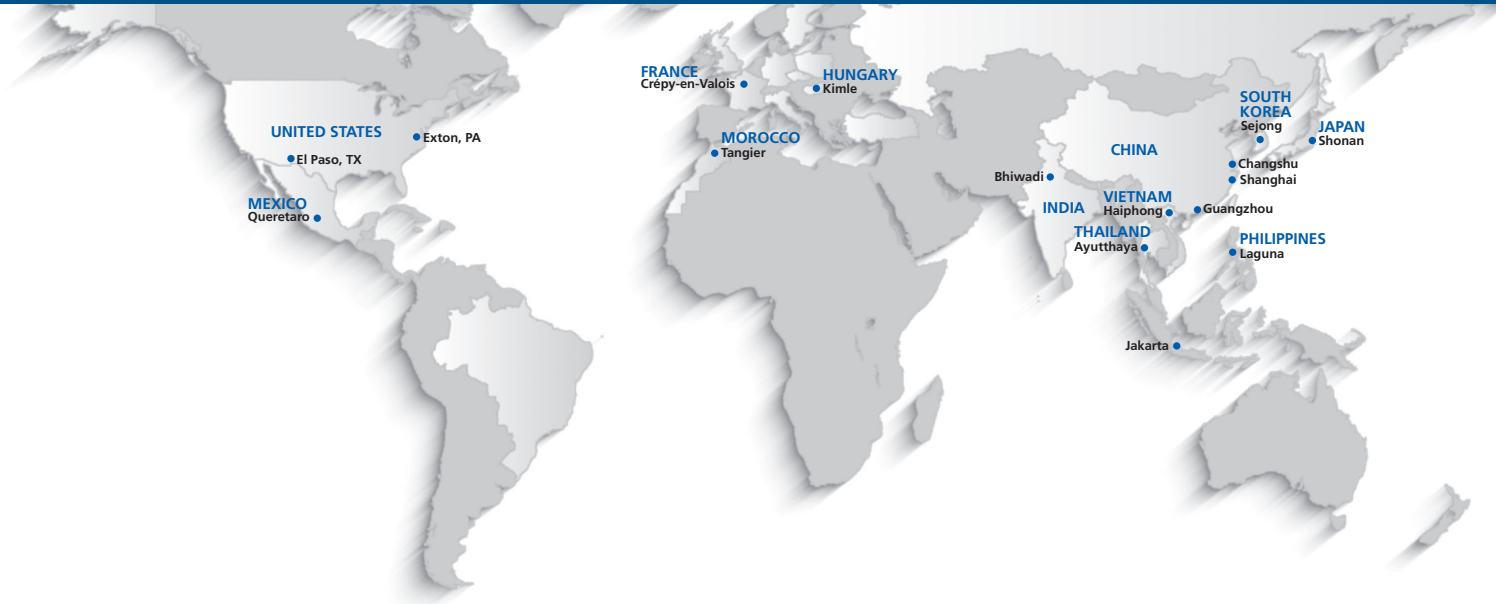 UNITED STATES
Exton, PA
El Paso, TX
MEXICO
Queretaro
FRANCE
Crépy-en-Valois
HUNGARY
Kimle
MOROCCO
Tangier
SOUTH
KOREA
Sejong
JAPAN
Shonan
CHINA
Changshu
Shanghai
Bhiwadi
INDIA
VIETNAM
Haiphong
Guangzhou
THAILAND
Ayutthaya
PHILIPPINES
Laguna
Jakarta